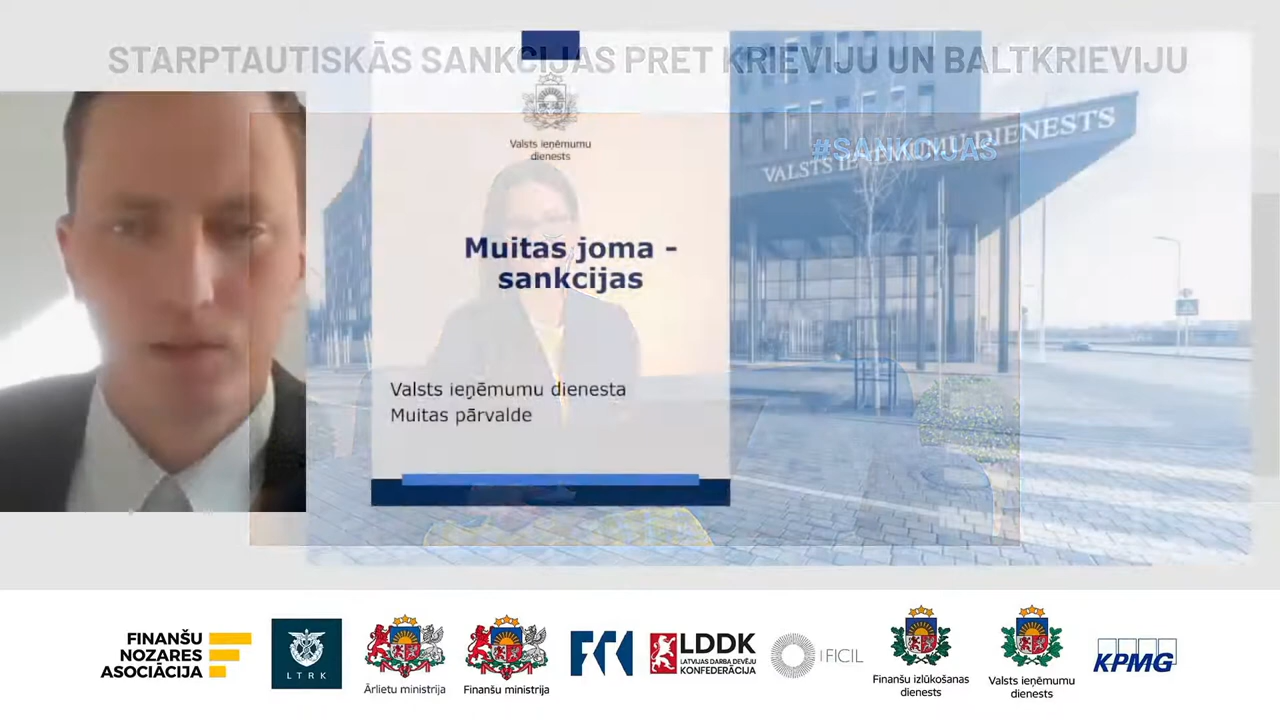 STARPTAUTISKĀS SANKCIJAS PRET KRIEVIJU UN BALTKRIEVIJU
#SANKCIJAS
VALSTS IEŅĒMUMU DIENESTS
Valsts ieņēmumu
dienests
Muitas joma -
sankcijas
Valsts ieņēmumu dienesta
Muitas pārvalde
FINANŠU
NOZARES
ASOCIĀCIJA
LTRK
Ārlietu ministrija
Finanšu ministrija
LDDK
LATVIJAS DARBA DEVĒJU
KONFEDERĀCIJA
FICIL
Finanšu izlūkošanas
dienests
Valsts ieņēmumu
dienests
KPMG